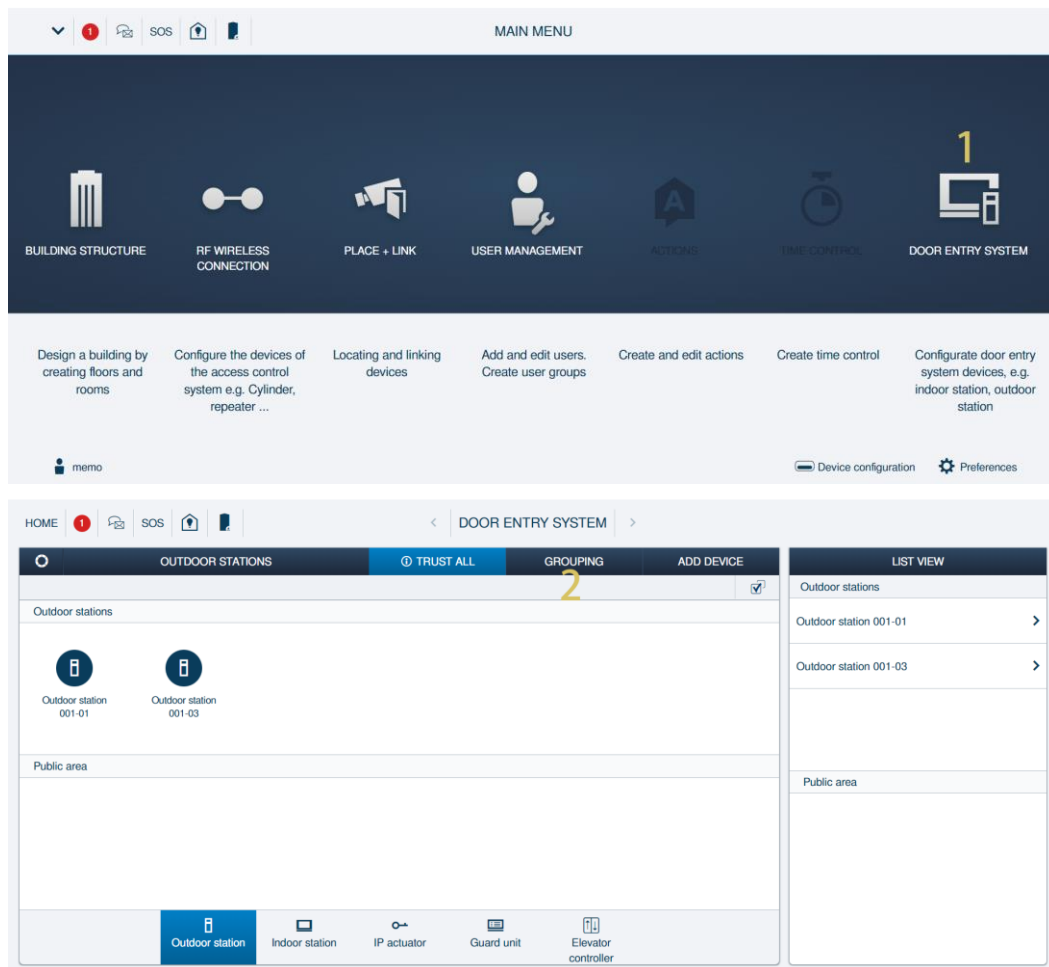 1 SOS MAIN MENU
1
BUILDING STRUCTURE
RF WIRELESS
CONNECTION
PLACE + LINK
USER MANAGEMENT
A
ACTIONS
TIME CONTROL
DOOR ENTRY SYSTEM
Design a building by
creating floors and
rooms
Configure the devices of
the access control
system e.g. Cylinder,
repeater ...
Locating and linking
devices
Add and edit users.
Create user groups
Create and edit actions
Create time control
Configurate door entry
system devices, e.g.
indoor station, outdoor
station
memo
Device configuration
Preferences
HOME 1 SOS < DOOR ENTRY SYSTEM >
OUTDOOR STATIONS TRUST ALL GROUPING ADD DEVICE
2
Outdoor stations
Outdoor station
001-01
Outdoor station
001-03
Public area
Outdoor station
Indoor station
IP actuator
Guard unit
Elevator
controller
LIST VIEW
Outdoor stations
Outdoor station 001-01
Outdoor station 001-03
Public area